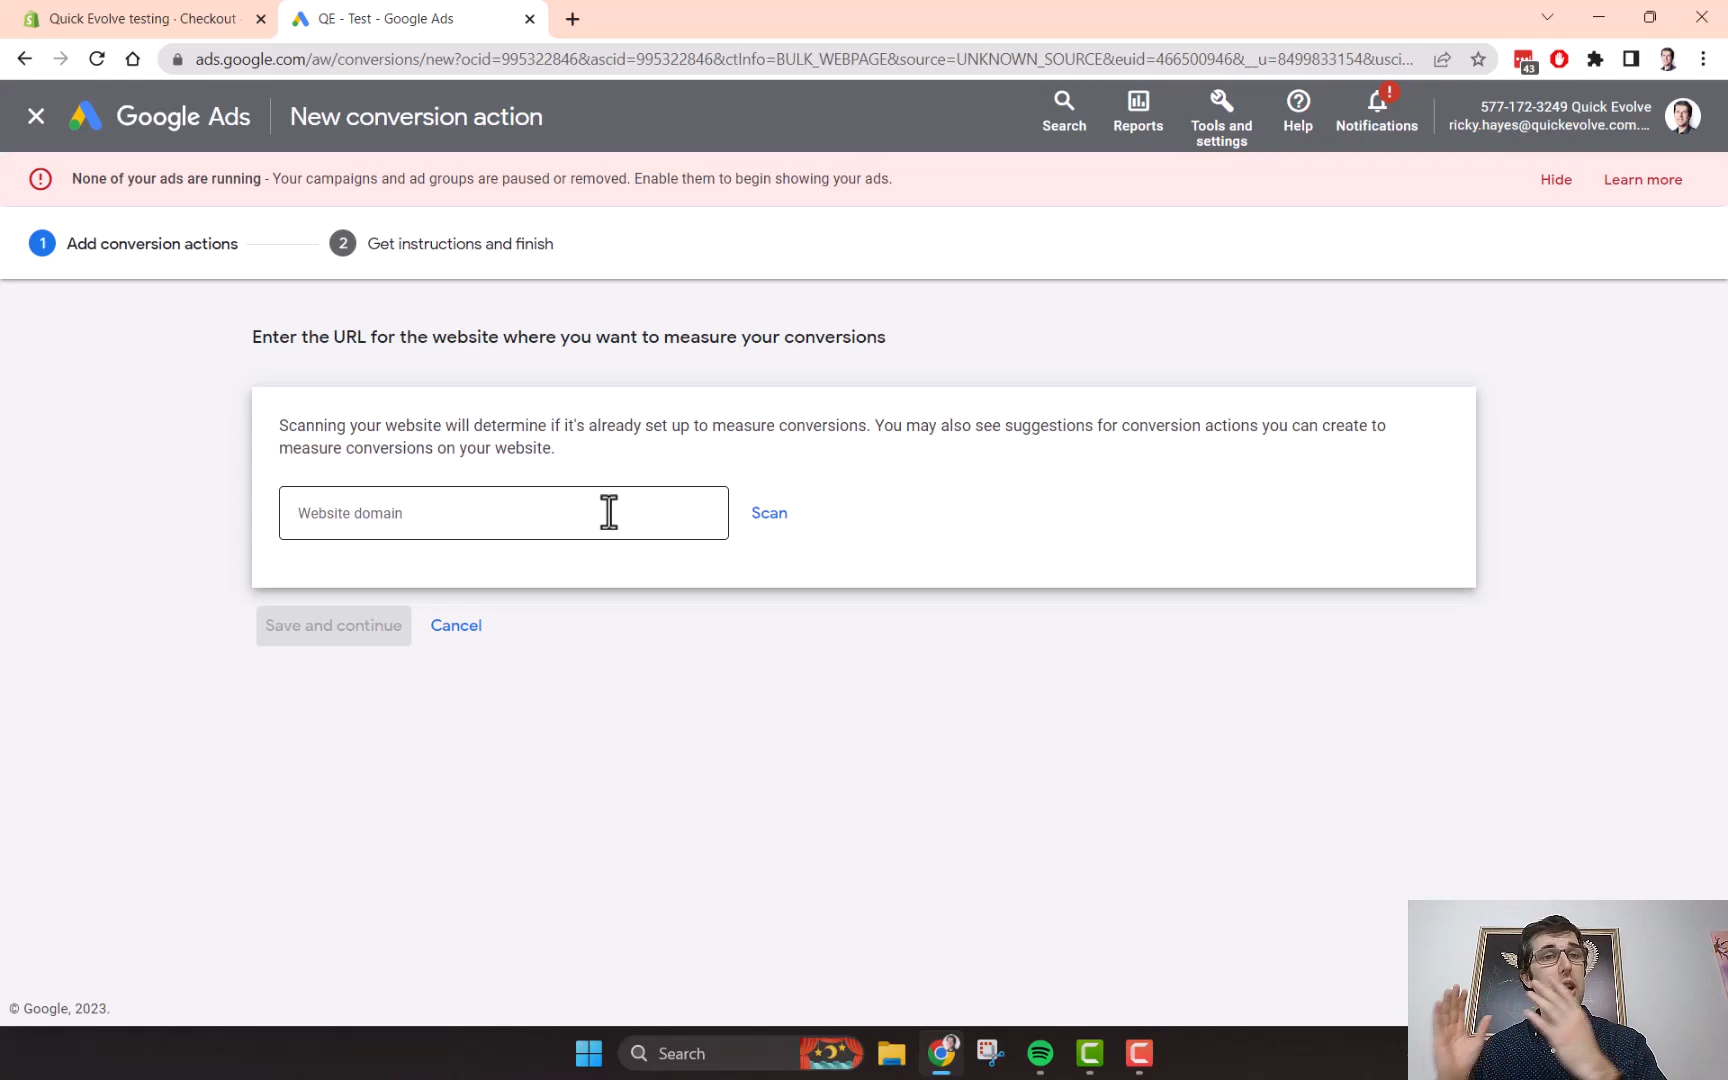 Quick Evolve testing · Checkout
QE - Test - Google Ads
ads.google.com/aw/conversions/new?ocid=995322846&ascid=995322846&ctInfo=BULK_WEBPAGE&source=UNKNOWN_SOURCE&euid=466500946&__u=8499833154&usci...
43
Google Ads
New conversion action
Search
Reports
Tools and
settings
Help
!
Notifications
577-172-3249 Quick Evolve
ricky.hayes@quickevolve.com....
None of your ads are running - Your campaigns and ad groups are paused or removed. Enable them to begin showing your ads.
Hide
Learn more
1 Add conversion actions
2 Get instructions and finish
Enter the URL for the website where you want to measure your conversions
Scanning your website will determine if it's already set up to measure conversions. You may also see suggestions for conversion actions you can create to
measure conversions on your website.
Website domain
Scan
Save and continue
Cancel
© Google, 2023.
Search